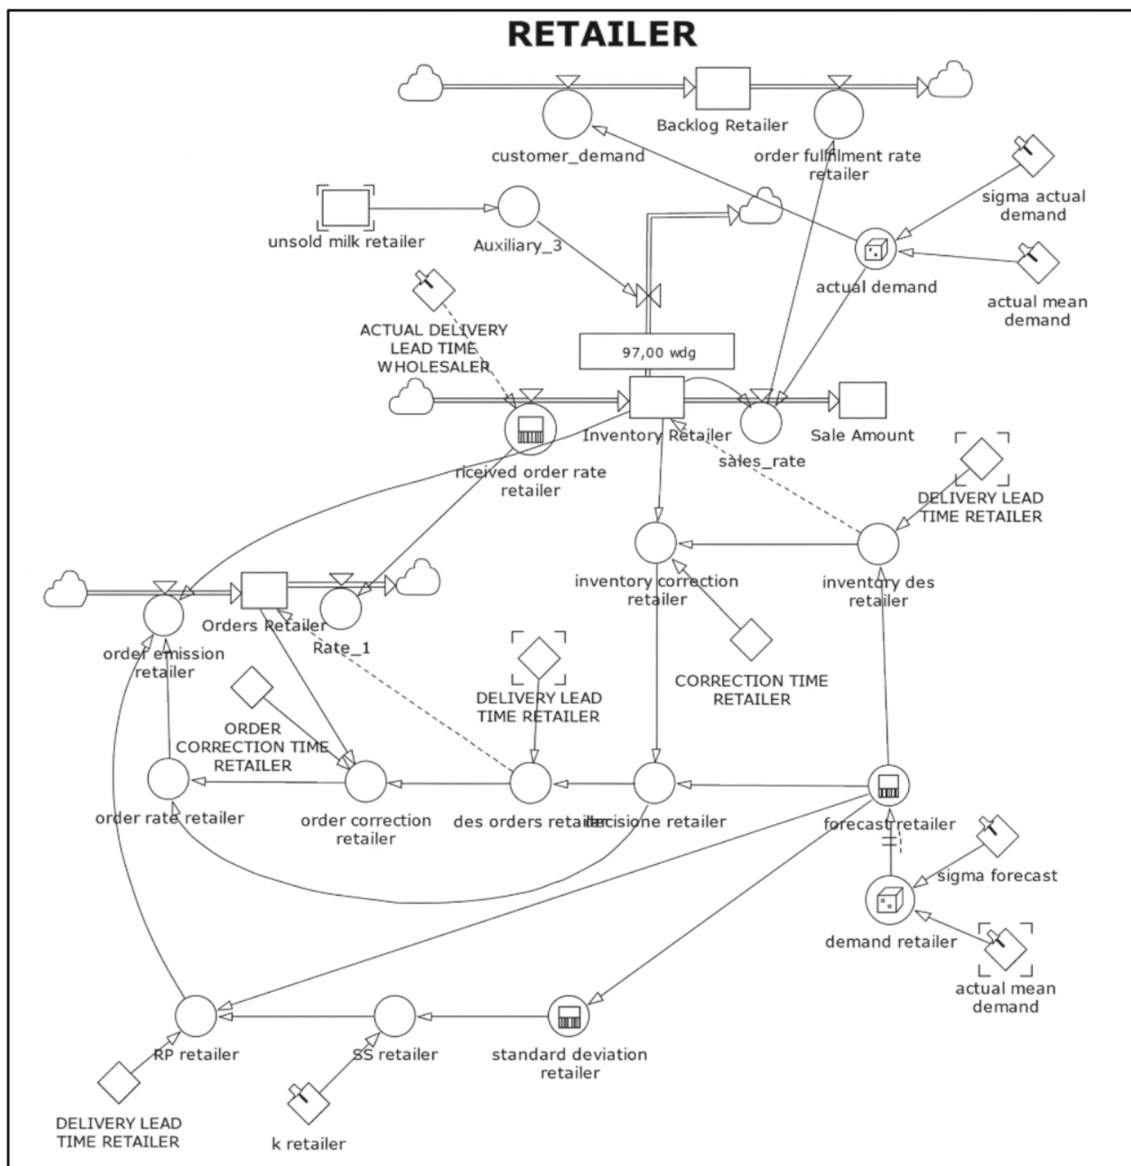 RETAILER
Backlog Retailer
customer_demand
order fulfilment rate
retailer
sigma actual
demand
unsold milk retailer
Auxiliary_3
actual demand
actual mean
demand
ACTUAL DELIVERY
LEAD TIME
WHOLESALER
97,00 wdg
Inventory Retailer
Sale Amount
sales_rate
riceived order rate
retailer
DELIVERY LEAD
TIME RETAILER
inventory correction
retailer
inventory des
retailer
Orders Retailer
Rate_1
order emission
retailer
CORRECTION TIME
RETAILER
DELIVERY LEAD
TIME RETAILER
ORDER
CORRECTION TIME
RETAILER
order rate retailer
order correction
retailer
des orders retailer
decisione retailer
forecast retailer
sigma forecast
demand retailer
actual mean
demand
RP retailer
SS retailer
standard deviation
retailer
DELIVERY LEAD
TIME RETAILER
k retailer